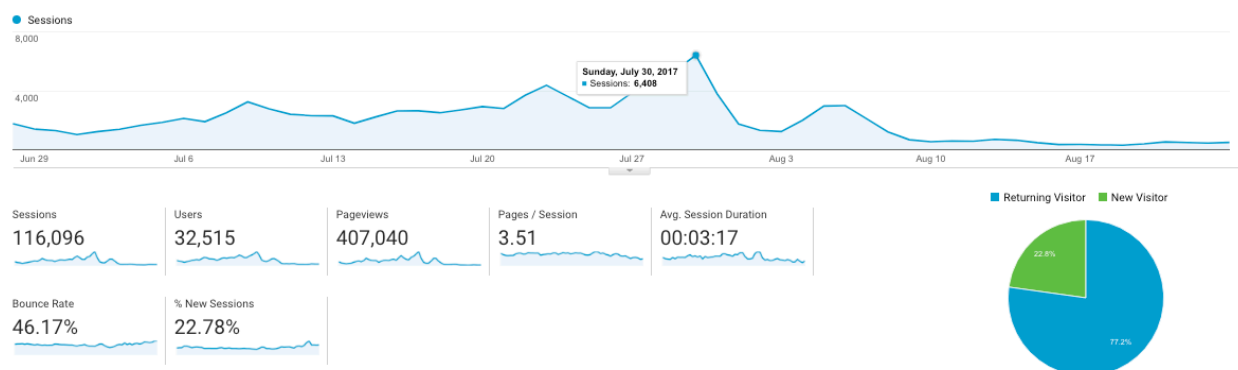 Sessions
8,000
Sunday, July 30, 2017
Sessions: 6,408
4,000
Jun 29 Jul 6 Jul 13 Jul 20 Jul 27 Aug 3 Aug 10 Aug 17
Returning Visitor New Visitor
Sessions Users Pageviews Pages / Session Avg. Session Duration
116,096 32,515 407,040 3.51 00:03:17
22.8%
Bounce Rate % New Sessions
46.17% 22.78%
77.2%